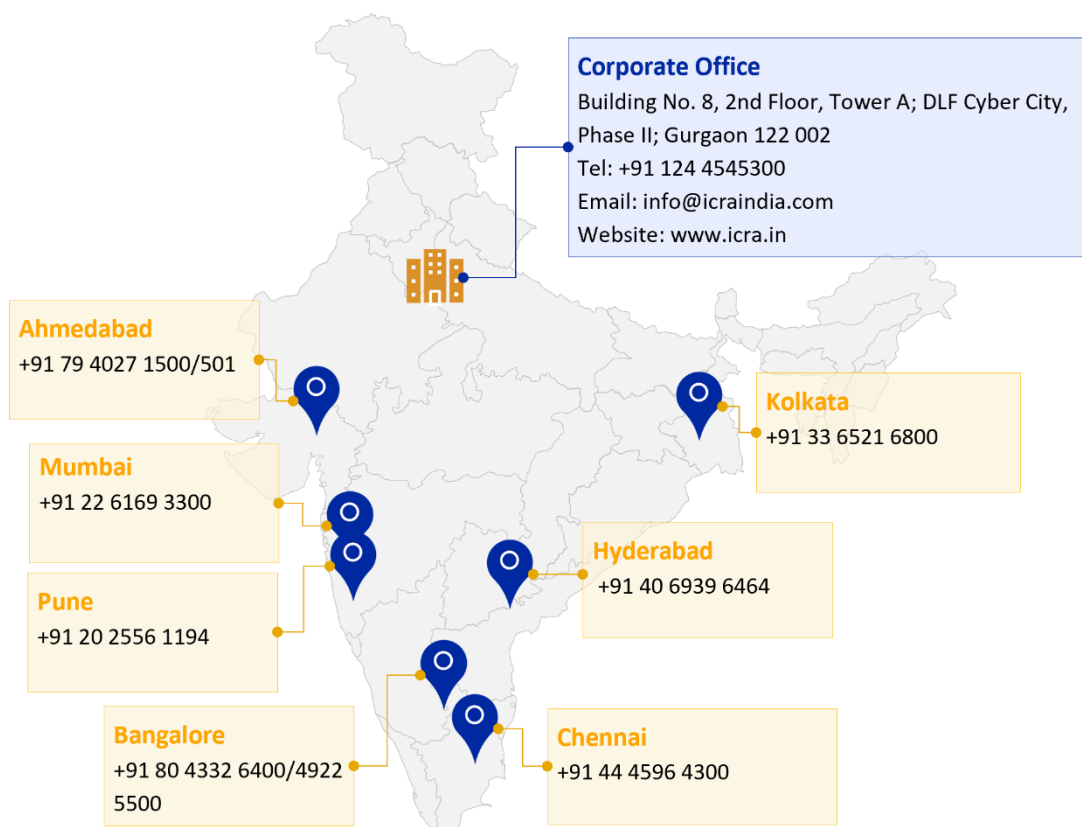 Corporate Office
Building No. 8, 2nd Floor, Tower A; DLF Cyber City,
Phase II; Gurgaon 122 002
Tel: +91 124 4545300
Email: info@icraindia.com
Website: www.icra.in
Ahmedabad
+91 79 4027 1500/501
Kolkata
+91 33 6521 6800
Mumbai
+91 22 6169 3300
Hyderabad
+91 40 6939 6464
Pune
+91 20 2556 1194
Bangalore
+91 80 4332 6400/4922
5500
Chennai
+91 44 4596 4300